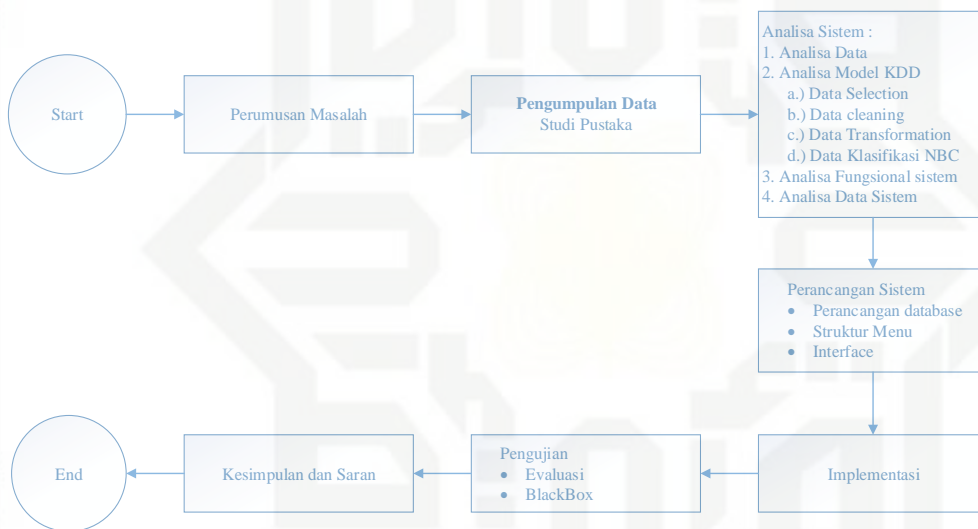 Start
Perumusan Masalah
Pengumpulan Data
Studi Pustaka
Analisa Sistem :
1. Analisa Data
2. Analisa Model KDD
a.) Data Selection
b.) Data cleaning
c.) Data Transformation
d.) Data Klasifikasi NBC
3. Analisa Fungsional sistem
4. Analisa Data Sistem
Perancangan Sistem
• Perancangan database
• Struktur Menu
• Interface
Implementasi
Pengujian
• Evaluasi
• BlackBox
Kesimpulan dan Saran
End